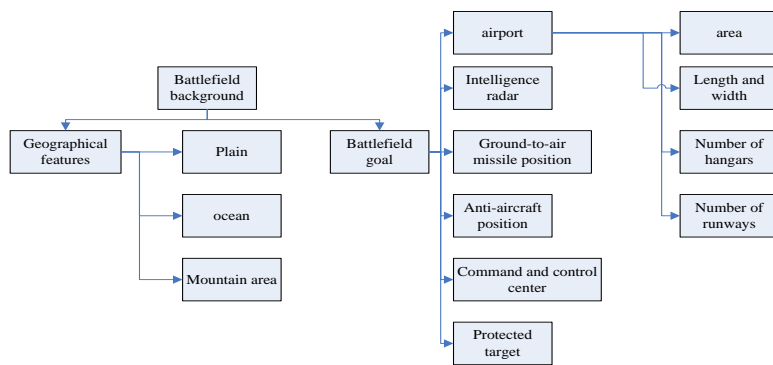 Battlefield
background
Geographical
features
Plain
ocean
Mountain area
Battlefield
goal
airport
Intelligence
radar
Ground-to-air
missile position
Anti-aircraft
position
Command and control
center
Protected
target
area
Length and
width
Number of
hangars
Number of
runways